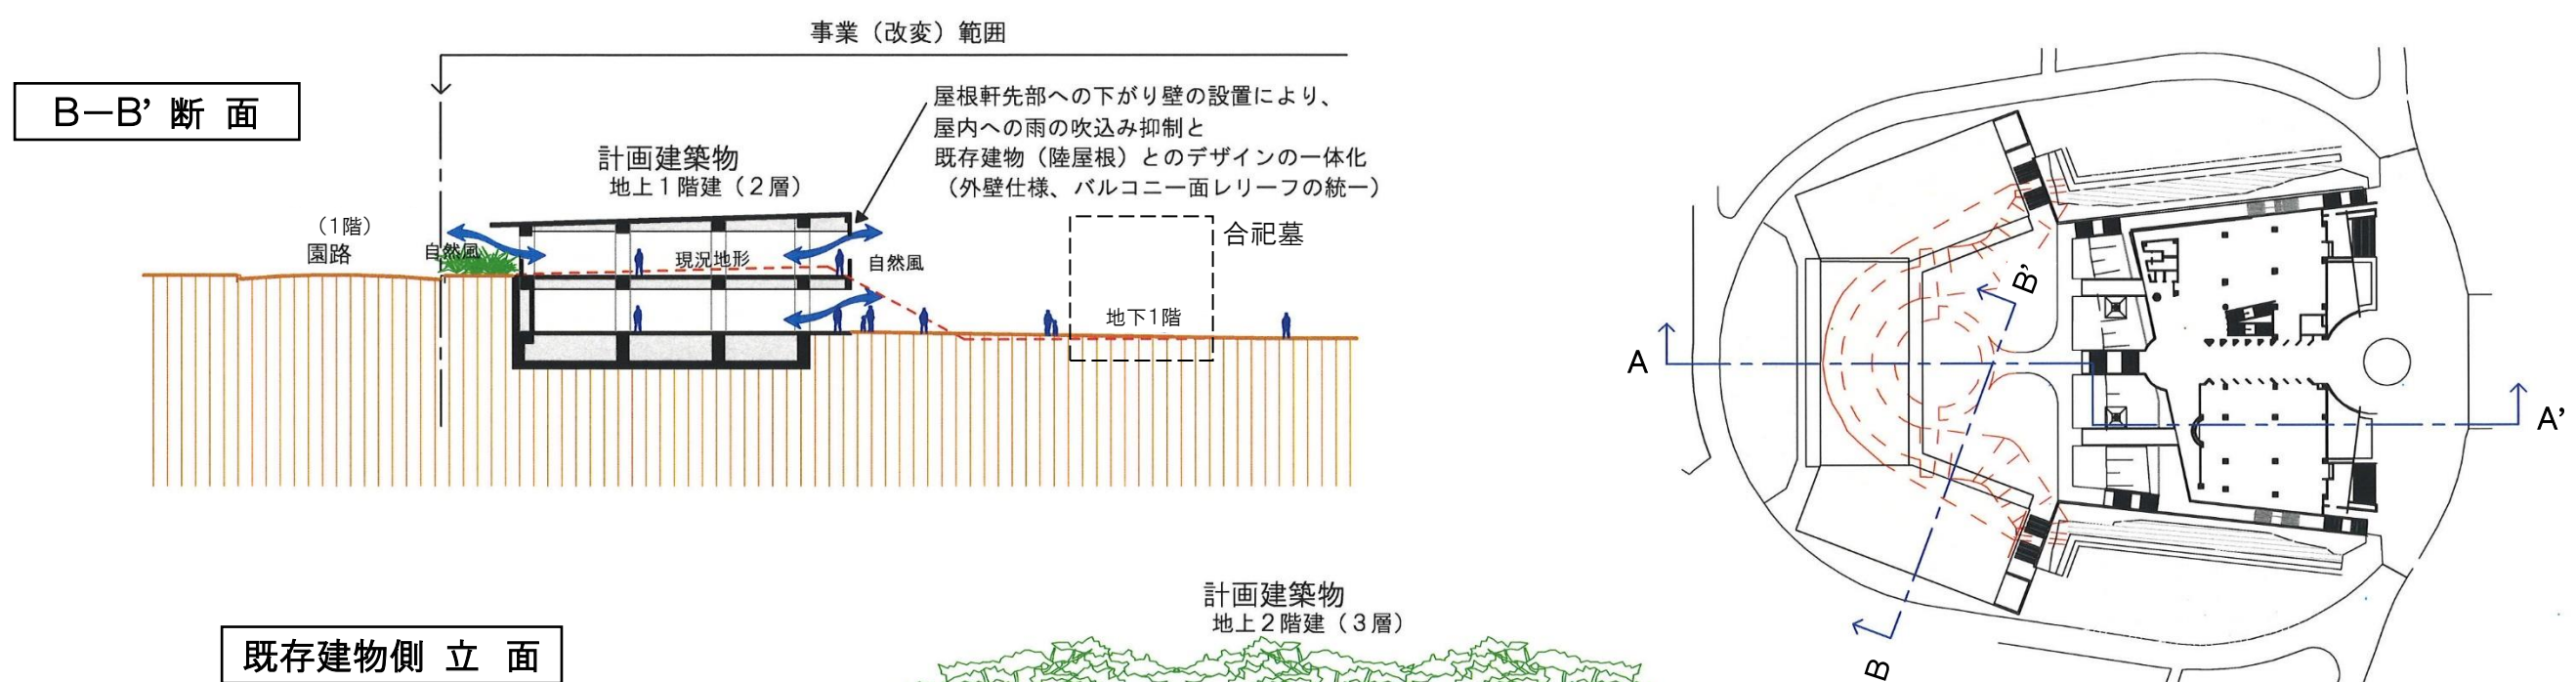 事業（改変）範囲
B－B’ 断 面
屋根軒先部への下がり壁の設置により、
屋内への雨の吹込み抑制と
既存建物（陸屋根）とのデザインの一体化
（外壁仕様、バルコニー面レリーフの統一）
計画建築物
地上１階建（２層）
（1階）
園路
自然風
現況地形
自然風
合祀墓
地下1階
B'
A
A'
B
計画建築物
地上２階建（３層）
既存建物側 立 面